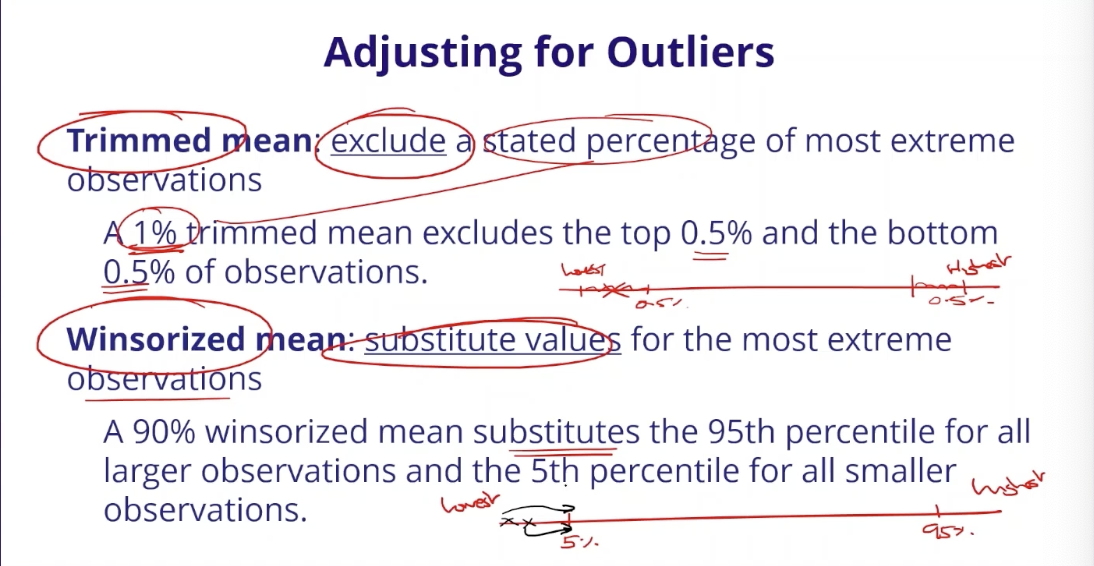 Adjusting for Outliers
Trimmed mean: exclude a stated percentage of most extreme
observations
A 1% trimmed mean excludes the top 0.5% and the bottom
0.5% of observations.
Lowest
Highest
0.5%
0.5%
Winsorized mean: substitute values for the most extreme
observations
A 90% winsorized mean substitutes the 95th percentile for all
larger observations and the 5th percentile for all smaller
observations.
Lowest
Highest
5%
95%